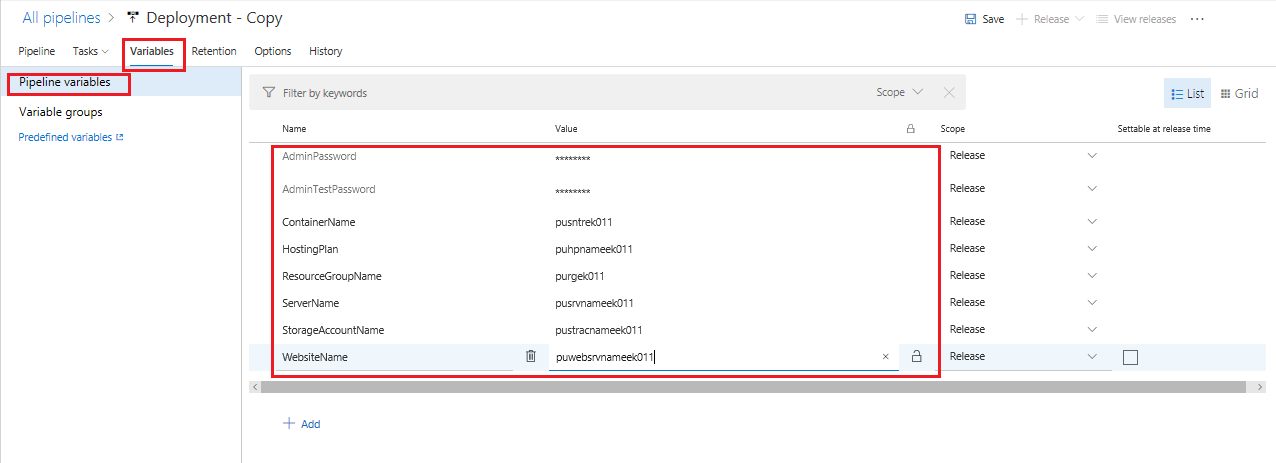 All pipelines > Deployment - Copy Save Release View releases ...
Pipeline Tasks Variables Retention Options History
Pipeline variables
Variable groups
Predefined variables
Filter by keywords Scope List Grid
Name Value Scope Settable at release time
AdminPassword ******** Release
AdminTestPassword ******** Release
ContainerName pusntrek011 Release
HostingPlan puhpnameek011 Release
ResourceGroupName purgek011 Release
ServerName pusrvnameek011 Release
StorageAccountName pustracnameek011 Release
WebsiteName puwebsrvnameek011 Release
+ Add